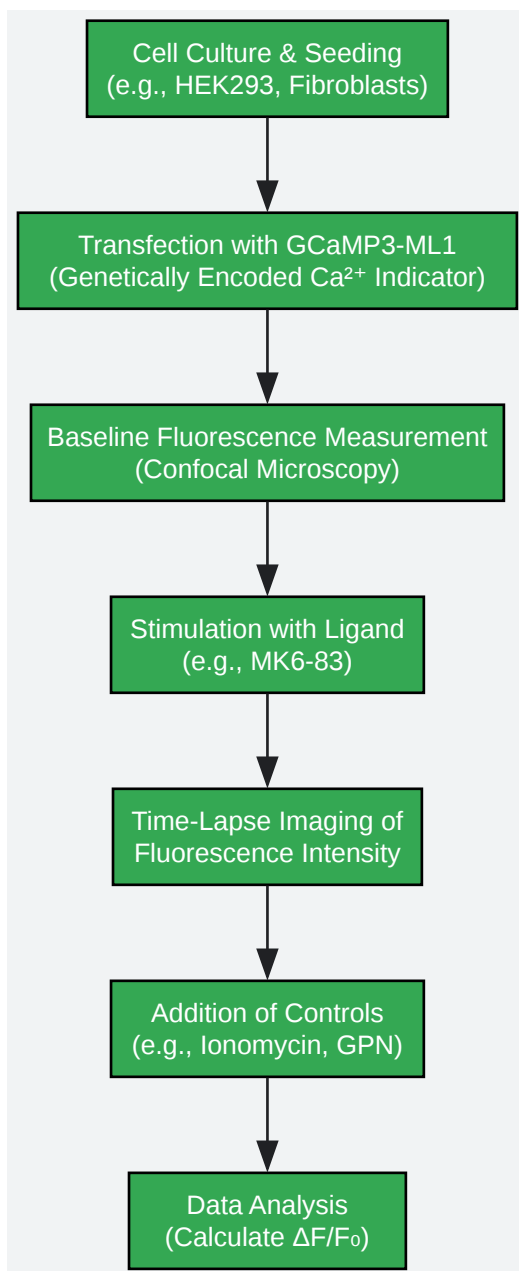 Cell Culture & Seeding
(e.g., HEK293, Fibroblasts)
Transfection with GCaMP3-ML1
(Genetically Encoded Ca²⁺ Indicator)
Baseline Fluorescence Measurement
(Confocal Microscopy)
Stimulation with Ligand
(e.g., MK6-83)
Time-Lapse Imaging of
Fluorescence Intensity
Addition of Controls
(e.g., Ionomycin, GPN)
Data Analysis
(Calculate ΔF/F₀)